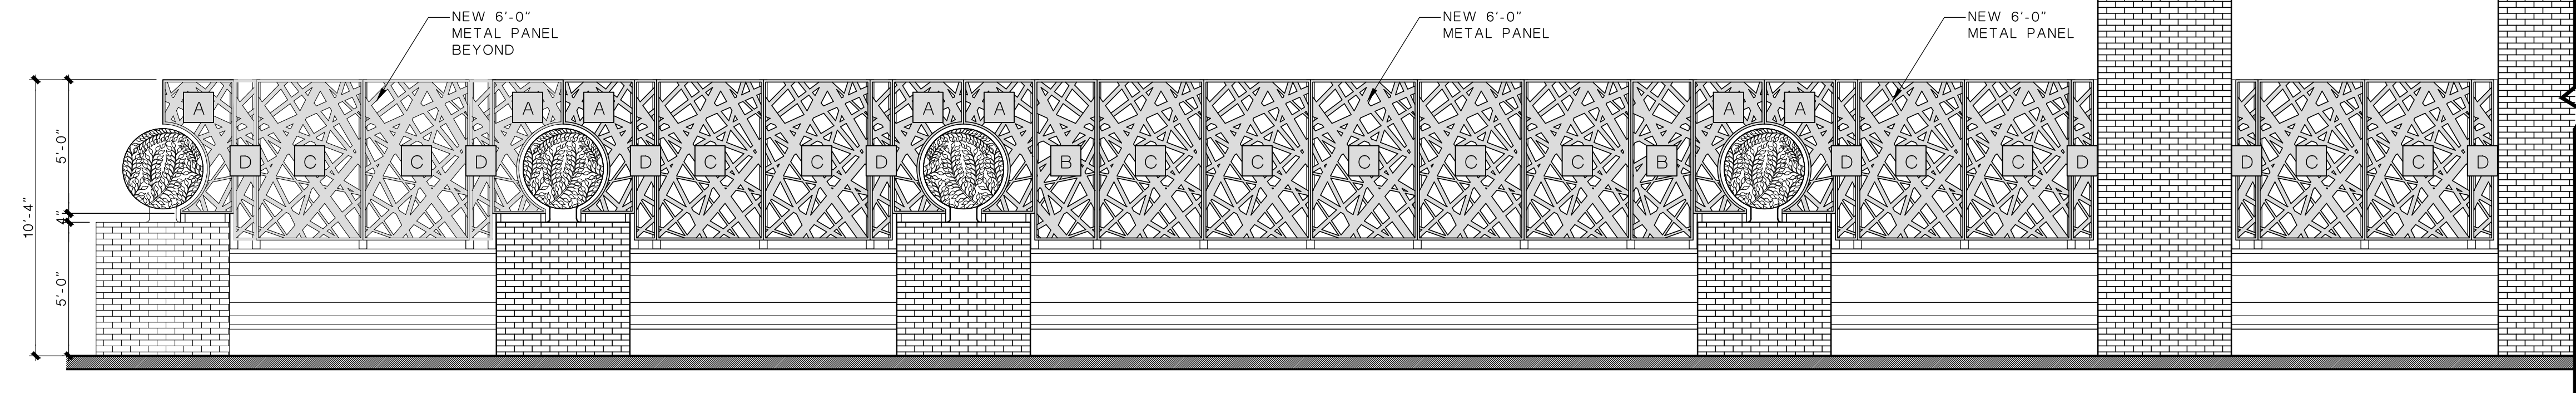 NEW 6'-0"
METAL PANEL
BEYOND
NEW 6'-0"
METAL PANEL
NEW 6'-0"
METAL PANEL
A A A A A A A
D C C D D C C D B C C C C C B D C C D D C C D
10'-4"
5'-0"
4"
5'-0"